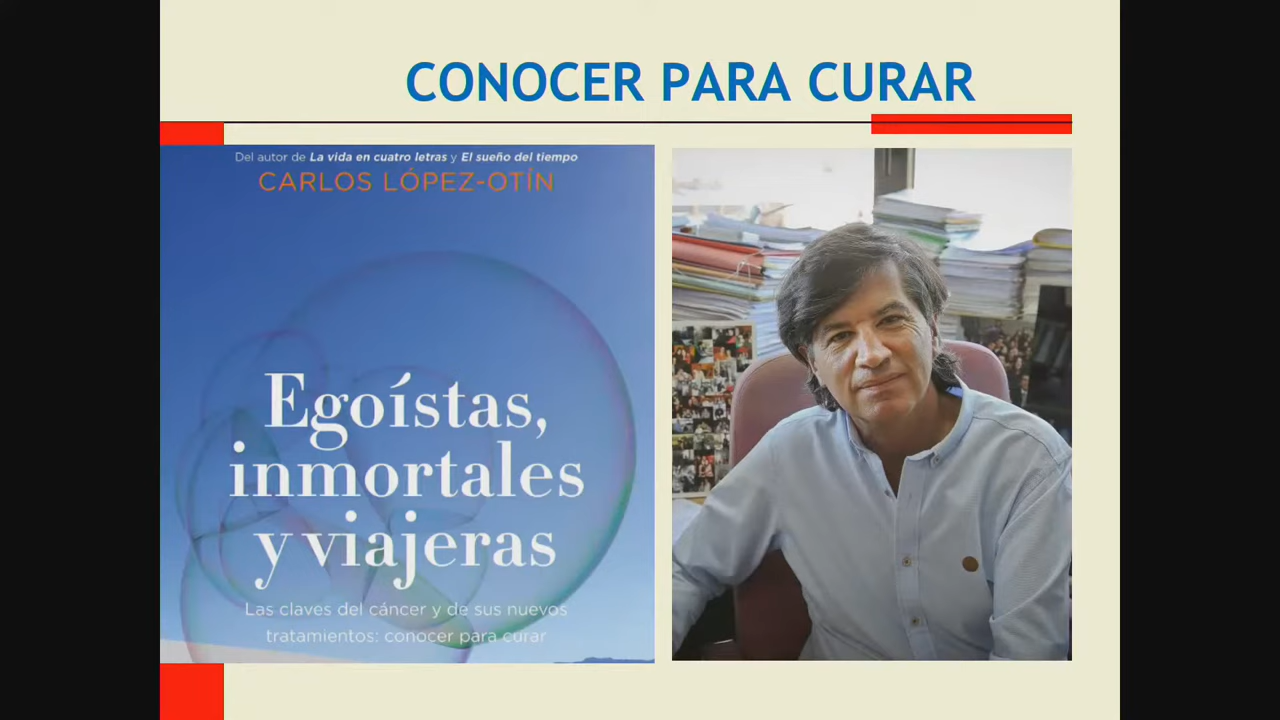 CONOCER PARA CURAR
Del autor de La vida en cuatro letras y El sueño del tiempo
CARLOS LÓPEZ-OTÍN
Egoístas,
inmortales
y viajeras
Las claves del cáncer y de sus nuevos
tratamientos: conocer para curar